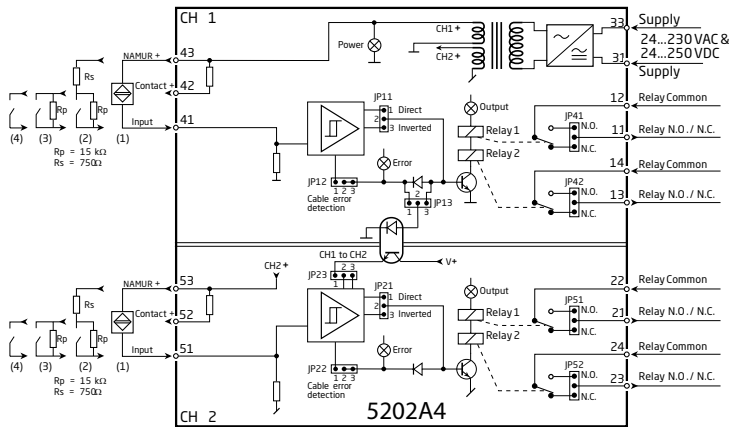 CH 1
33 Supply
24...230 VAC &
24...250 VDC
31
Supply
NAMUR + 43
Power
CH1 +
CH2 +
Rs
Contact + 42
Rp
Rp
Input 41
(4) (3) (2) (1)
Rp = 15 kΩ
Rs = 750Ω
JP11
1 Direct
2
3 Inverted
Output
Relay 1
Relay 2
Error
JP12
1 2 3
Cable error
detection
2
1 3 JP13
12 Relay Common
JP41
N.O.
11 Relay N.O. / N.C.
N.C.
14 Relay Common
JP42
N.O.
13 Relay N.O. / N.C.
N.C.
CH1 to CH2
V+
NAMUR + 53
CH2 +
JP23
2 3
1
Rs
Contact + 52
Rp
Rp
Input 51
(4) (3) (2) (1)
Rp = 15 kΩ
Rs = 750Ω
JP21
1 Direct
2
3 Inverted
Output
Relay 1
Relay 2
Error
JP22
1 2 3
Cable error
detection
22 Relay Common
JP51
N.O.
21 Relay N.O. / N.C.
N.C.
24 Relay Common
JP52
N.O.
23 Relay N.O. / N.C.
N.C.
CH 2
5202A4